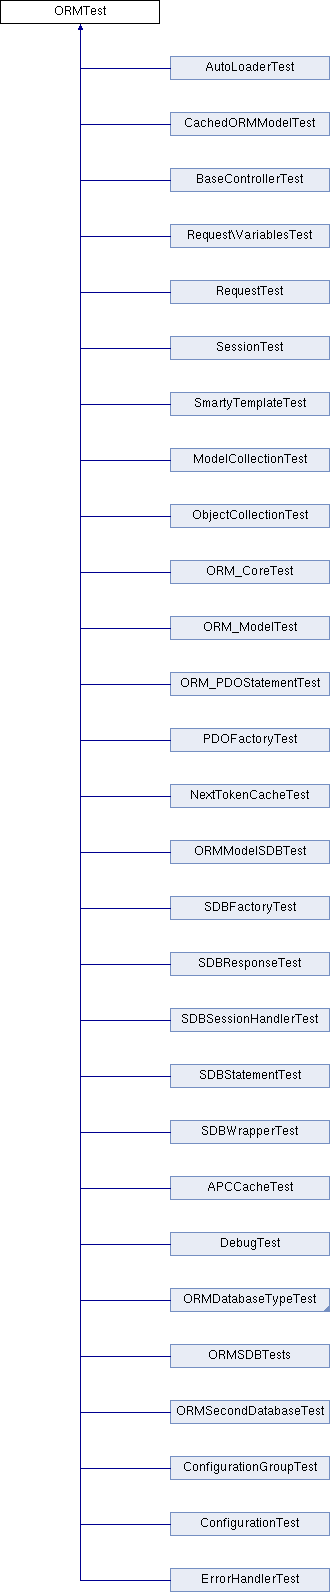 ORMTest
AutoLoaderTest
CachedORMModelTest
BaseControllerTest
Request\VariablesTest
RequestTest
SessionTest
SmartyTemplateTest
ModelCollectionTest
ObjectCollectionTest
ORM_CoreTest
ORM_ModelTest
ORM_PDOStatementTest
PDOFactoryTest
NextTokenCacheTest
ORMModelSDBTest
SDBFactoryTest
SDBResponseTest
SDBSessionHandlerTest
SDBStatementTest
SDBWrapperTest
APCCacheTest
DebugTest
ORMDatabaseTypeTest
ORMSDBTests
ORMSecondDatabaseTest
ConfigurationGroupTest
ConfigurationTest
ErrorHandlerTest